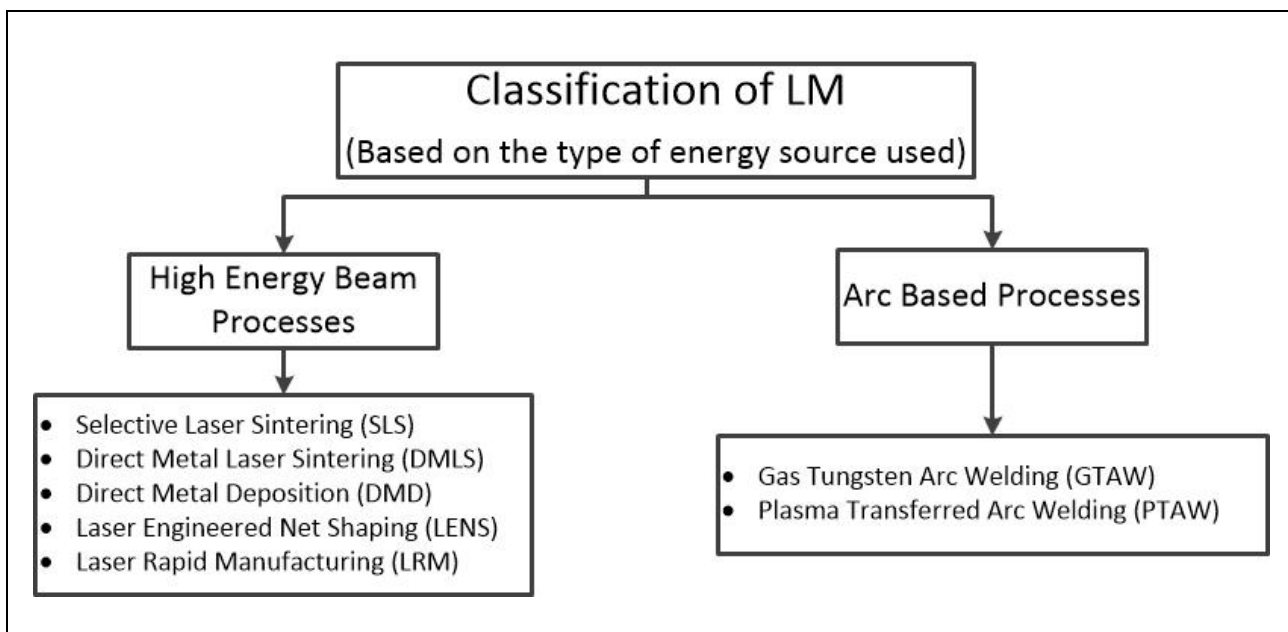 Classification of LM
(Based on the type of energy source used)
High Energy Beam
Processes
Arc Based Processes
• Selective Laser Sintering (SLS)
• Direct Metal Laser Sintering (DMLS)
• Direct Metal Deposition (DMD)
• Laser Engineered Net Shaping (LENS)
• Laser Rapid Manufacturing (LRM)
• Gas Tungsten Arc Welding (GTAW)
• Plasma Transferred Arc Welding (PTAW)